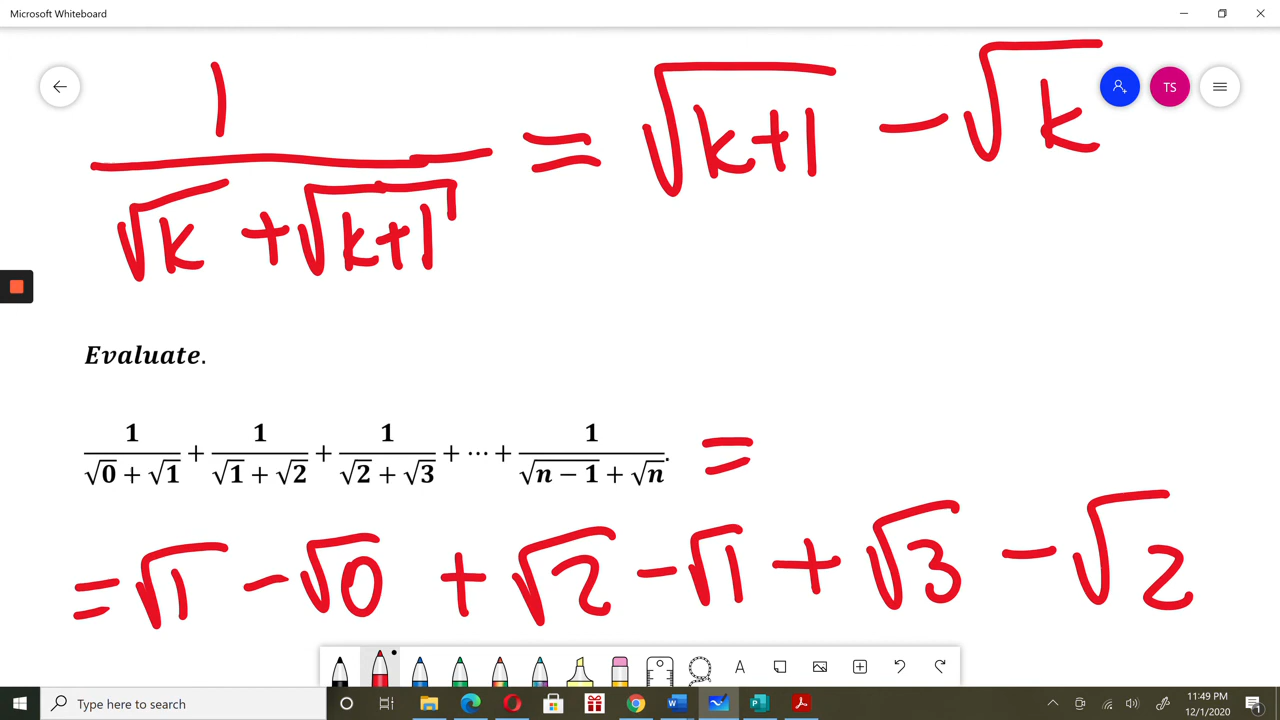 Microsoft Whiteboard
1/(√k + √(k+1)) = √(k+1) − √k
TS
Evaluate.
1/(√0 + √1) + 1/(√1 + √2) + 1/(√2 + √3) + ⋯ + 1/(√(n − 1) + √n). =
= √1 − √0 + √2 − √1 + √3 − √2
A
Type here to search
11:49 PM
12/1/2020
1